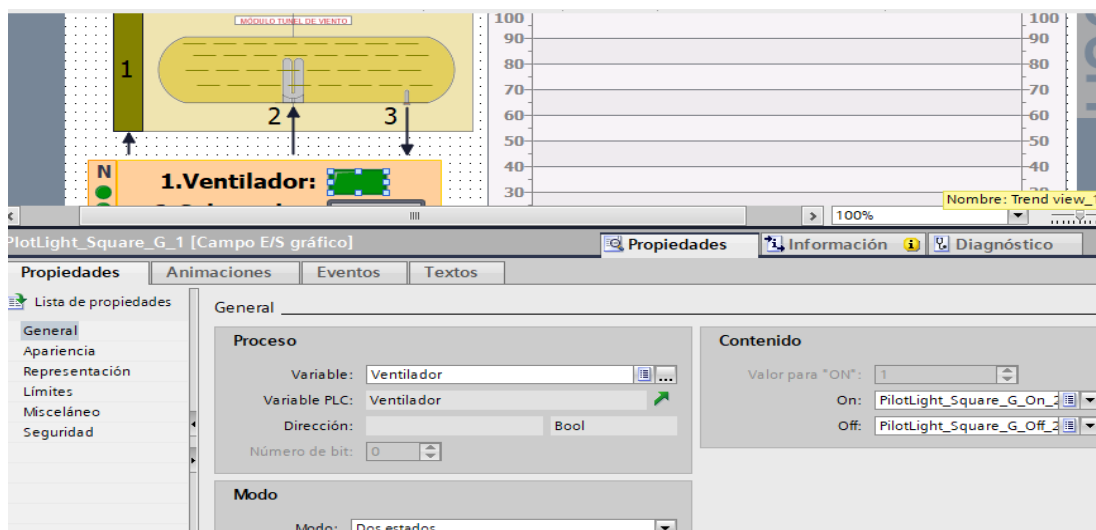 MÓDULO TUNEL DE VIENTO
1
2
3
N
1.Ventilador:
100
90
80
70
60
50
40
30
100
90
80
70
60
50
40
Nombre: Trend view_1
100%
PlotLight_Square_G_1 [Campo E/S gráfico]
Propiedades
Información
Diagnóstico
Propiedades
Animaciones
Eventos
Textos
Lista de propiedades
General
Apariencia
Representación
Límites
Misceláneo
Seguridad
General
Proceso
Variable: Ventilador
Variable PLC: Ventilador
Dirección: Bool
Número de bit: 0
Modo
Modo: Dos estados
Contenido
Valor para "ON": 1
On: PilotLight_Square_G_On_2
Off: PilotLight_Square_G_Off_2